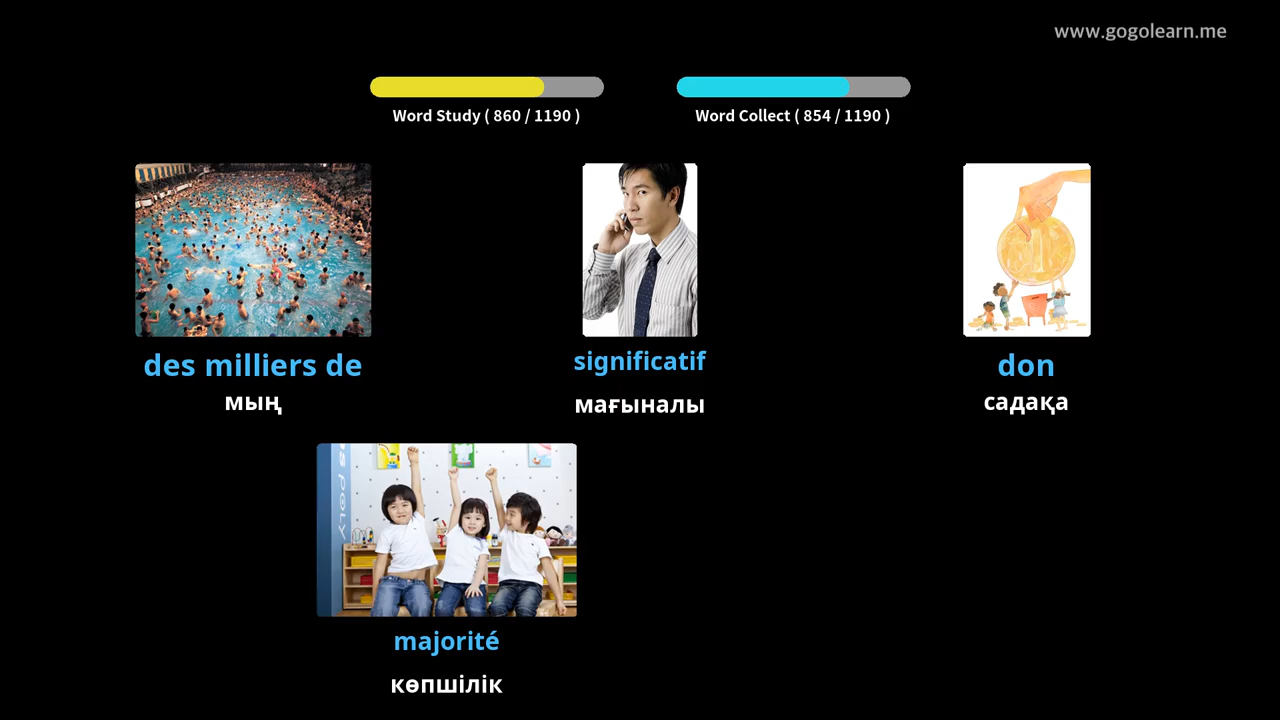 www.gogolearn.me
Word Study ( 860 / 1190 )
Word Collect ( 854 / 1190 )
des milliers de
мың
significatif
мағыналы
don
садақа
majorité
көпшілік